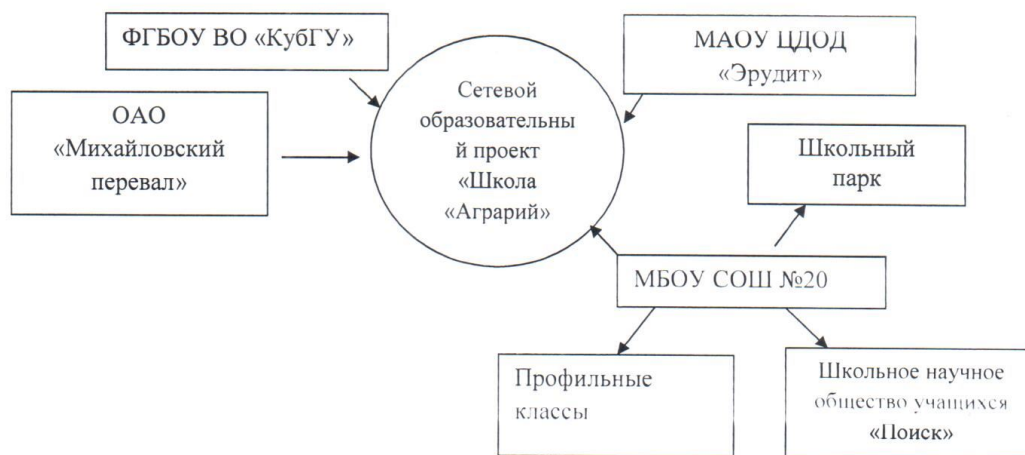 ФГБОУ ВО «КубГУ»
МАОУ ЦДОД
«Эрудит»
ОАО
«Михайловский
перевал»
Сетевой
образовательны
й проект
«Школа
«Аграрий»
Школьный
парк
МБОУ СОШ №20
Профильные
классы
Школьное научное
общество учащихся
«Поиск»